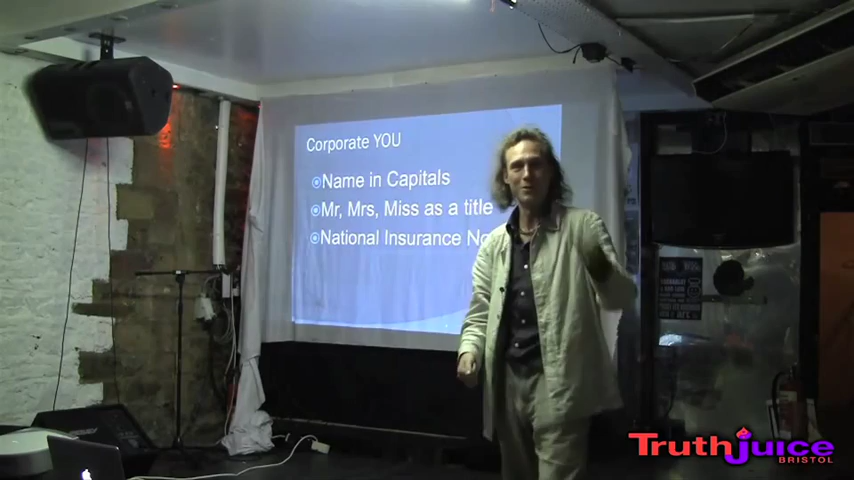 Corporate YOU
Name in Capitals
Mr, Mrs, Miss as a title
National Insurance No
Truthjuice
BRISTOL